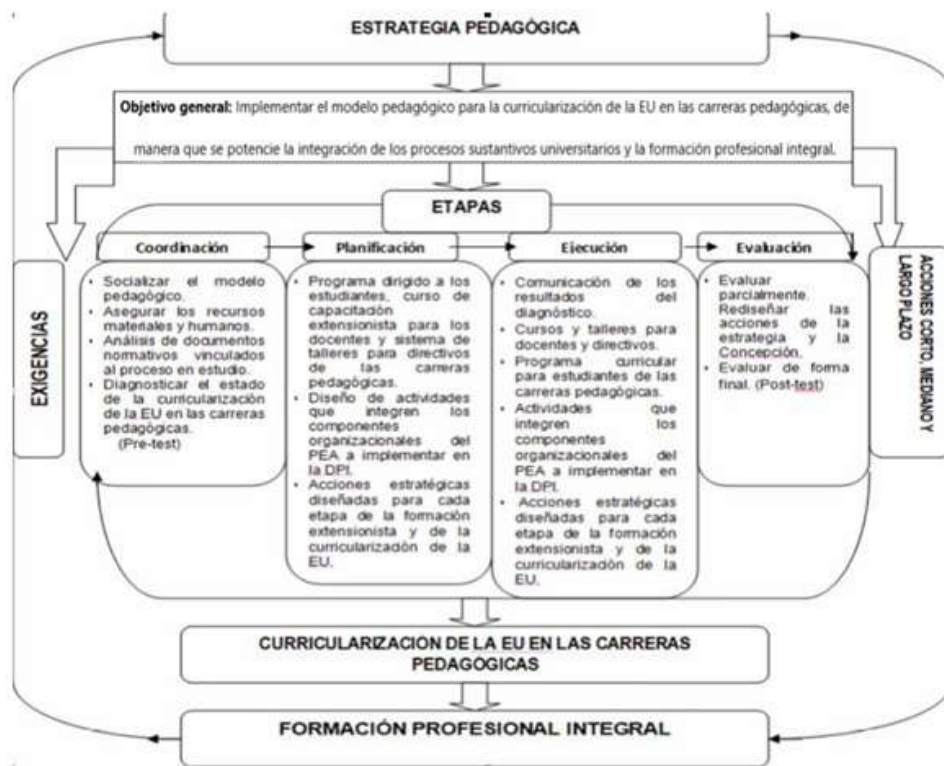 ESTRATEGIA PEDAGÓGICA
Objetivo general: Implementar el modelo pedagógico para la curricularización de la EU en las carreras pedagógicas, de
manera que se potencie la integración de los procesos sustantivos universitarios y la formación profesional integral.
ETAPAS
EXIGENCIAS
Coordinación
• Socializar el modelo
pedagógico.
• Asegurar los recursos
materiales y humanos.
• Análisis de documentos
normativos vinculados
al proceso en estudio.
• Diagnosticar el estado
de la curricularización
de la EU en las carreras
pedagógicas.
(Pre-test)
Planificación
• Programa dirigido a los
estudiantes, curso de
capacitación
extensionista para los
docentes y sistema de
talleres para directivos
de las carreras
pedagógicas.
• Diseño de actividades
que integren los
componentes
organizacionales del
PEA a implementar en
la DPI.
• Acciones estratégicas
diseñadas para cada
etapa de la formación
extensionista y de la
curricularización de la
EU.
Ejecución
• Comunicación de los
resultados del
diagnóstico.
• Cursos y talleres para
docentes y directivos.
• Programa curricular
para estudiantes de las
carreras pedagógicas.
• Actividades que
integren los
componentes
organizacionales del
PEA a implementar en
la DPI.
• Acciones estratégicas
diseñadas para cada
etapa de la formación
extensionista y de la
curricularización de la
EU.
Evaluación
• Evaluar
parcialmente.
Rediseñar las
acciones de la
estrategia y la
Concepción.
• Evaluar de forma
final. (Post-test)
ACCIONES CORTO, MEDIANO Y
LARGO PLAZO
CURRICULARIZACION DE LA EU EN LAS CARRERAS
PEDAGÓGICAS
FORMACIÓN PROFESIONAL INTEGRAL